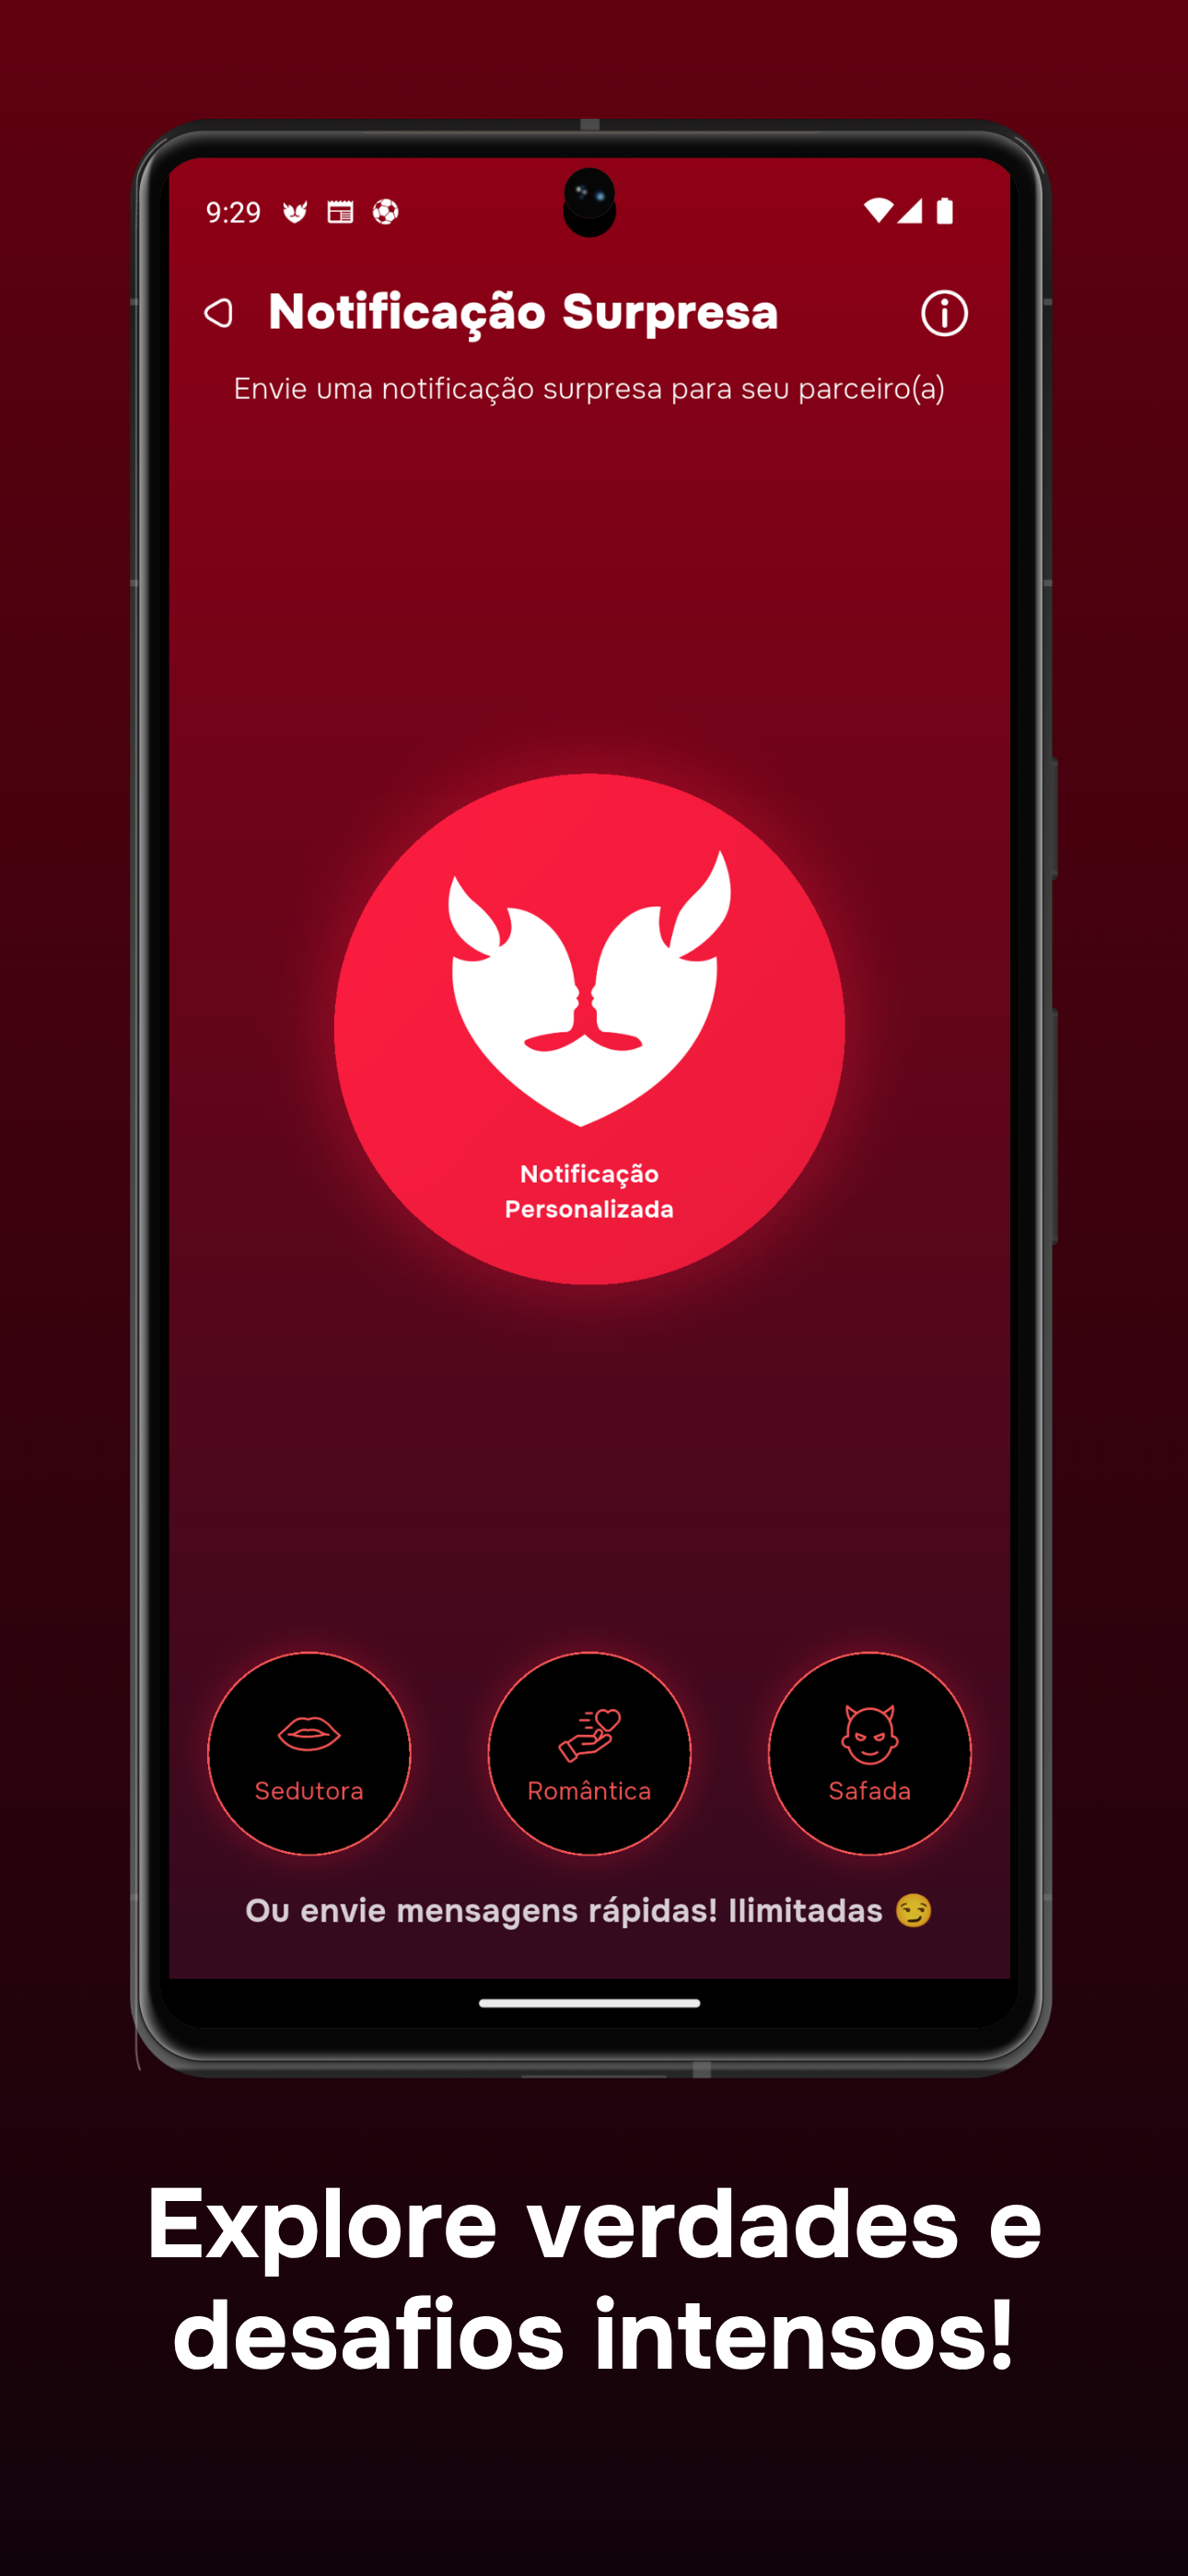 9:29
Notificação Surpresa
Envie uma notificação surpresa para seu parceiro(a)
Notificação
Personalizada
Sedutora
Romântica
Safada
Ou envie mensagens rápidas! Ilimitadas 😏
Explore verdades e
desafios intensos!